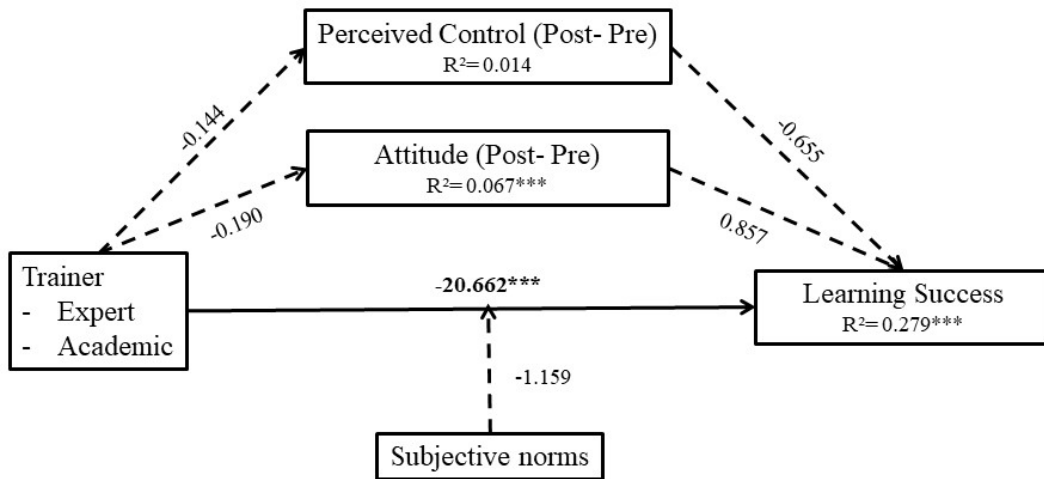 Perceived Control (Post- Pre)
R²= 0.014
-0.144
-0.655
Attitude (Post- Pre)
R²= 0.067***
-0.190
0.857
Trainer
- Expert
- Academic
-20.662***
Learning Success
R²= 0.279***
-1.159
Subjective norms